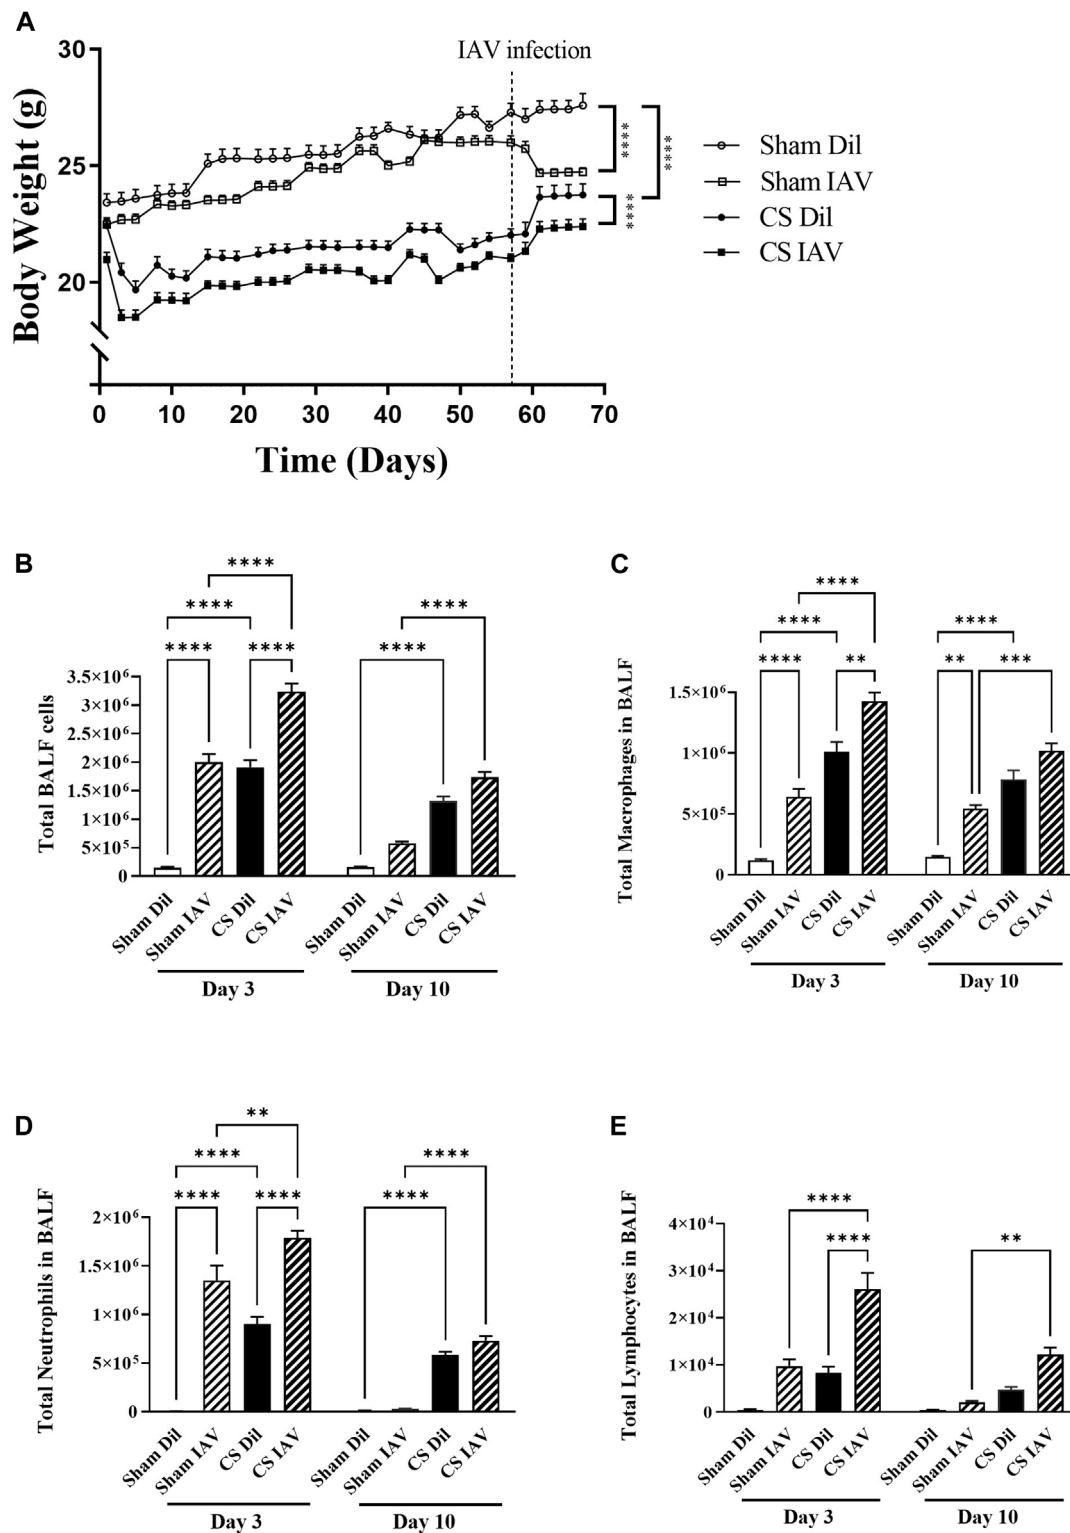 A
IAV infection
30
25
20
Body Weight (g)
****
****
****
Sham Dil
Sham IAV
CS Dil
CS IAV
0 10 20 30 40 50 60 70
Time (Days)
B
****
****
**** ****
****
****
3.5×10⁶
3×10⁶
2.5×10⁶
2×10⁶
1.5×10⁶
1×10⁶
5×10⁵
0
Total BALF cells
Sham Dil Sham IAV CS Dil CS IAV Sham Dil Sham IAV CS Dil CS IAV
Day 3 Day 10
C
****
**** ****
**** ** ** ***
1.5×10⁶
1×10⁶
5×10⁵
0
Total Macrophages in BALF
Sham Dil Sham IAV CS Dil CS IAV Sham Dil Sham IAV CS Dil CS IAV
Day 3 Day 10
D
**
**** ****
**** **** ****
2×10⁶
1.5×10⁶
1×10⁶
5×10⁵
0
Total Neutrophils in BALF
Sham Dil Sham IAV CS Dil CS IAV Sham Dil Sham IAV CS Dil CS IAV
Day 3 Day 10
E
****
**** **
4×10⁴
3×10⁴
2×10⁴
1×10⁴
0
Total Lymphocytes in BALF
Sham Dil Sham IAV CS Dil CS IAV Sham Dil Sham IAV CS Dil CS IAV
Day 3 Day 10